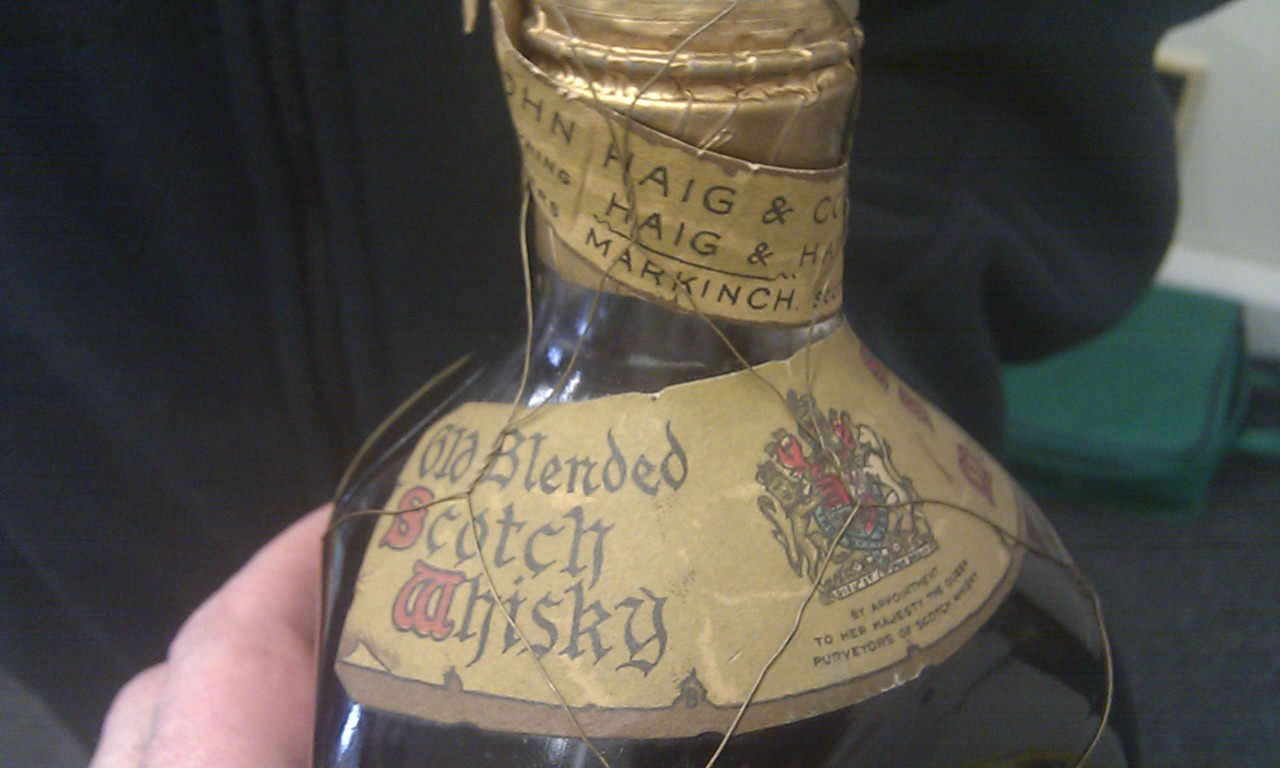 JOHN HAIG & CO
HAIG & HA
MARKINCH.
Old Blended
Scotch
Whisky
BY APPOINTMENT
TO HER MAJESTY THE QUEEN
PURVEYORS OF SCOTCH WHISKY